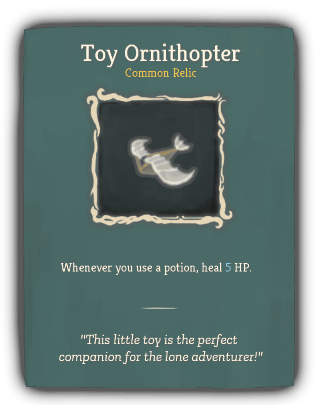 Toy Ornithopter
Common Relic
Whenever you use a potion, heal 5 HP.
"This little toy is the perfect
companion for the lone adventurer!"